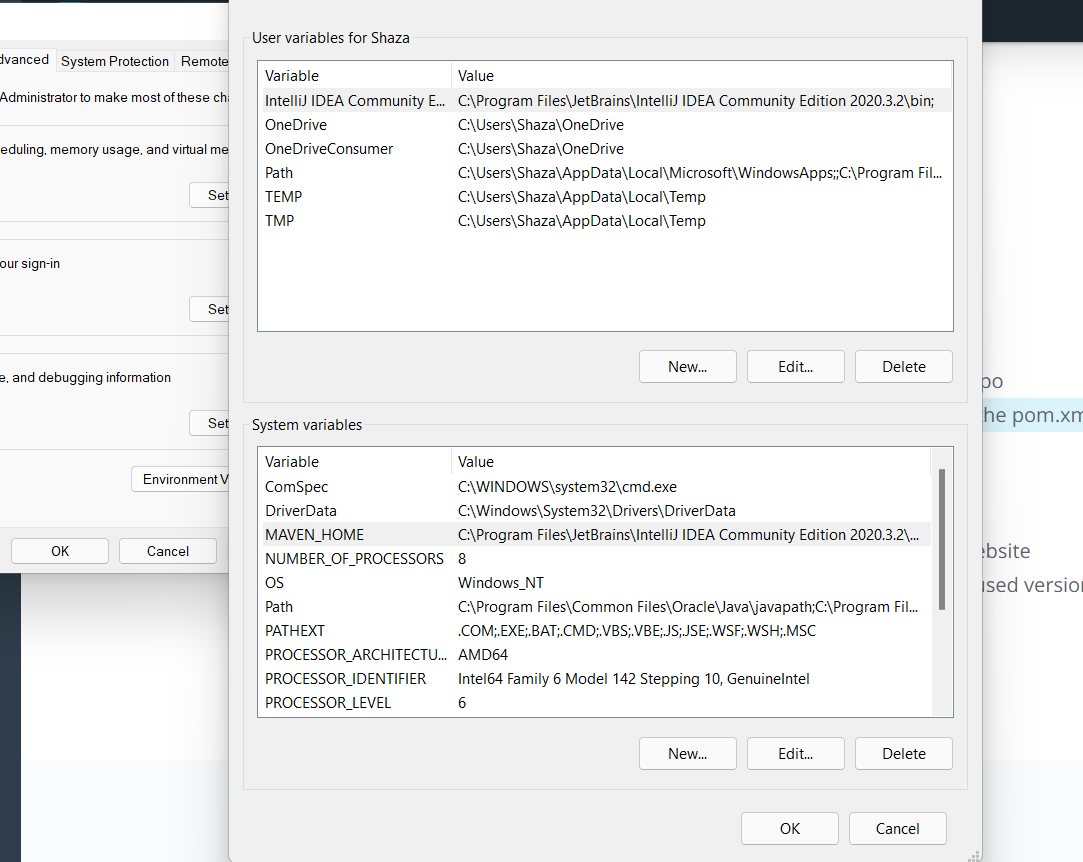 User variables for Shaza
Variable Value
IntelliJ IDEA Community E... C:\Program Files\JetBrains\IntelliJ IDEA Community Edition 2020.3.2\bin;
OneDrive C:\Users\Shaza\OneDrive
OneDriveConsumer C:\Users\Shaza\OneDrive
Path C:\Users\Shaza\AppData\Local\Microsoft\WindowsApps;;C:\Program Fil...
TEMP C:\Users\Shaza\AppData\Local\Temp
TMP C:\Users\Shaza\AppData\Local\Temp
New... Edit... Delete
System variables
Variable Value
ComSpec C:\WINDOWS\system32\cmd.exe
DriverData C:\Windows\System32\Drivers\DriverData
MAVEN_HOME C:\Program Files\JetBrains\IntelliJ IDEA Community Edition 2020.3.2\...
NUMBER_OF_PROCESSORS 8
OS Windows_NT
Path C:\Program Files\Common Files\Oracle\Java\javapath;C:\Program Fil...
PATHEXT .COM;.EXE;.BAT;.CMD;.VBS;.VBE;.JS;.JSE;.WSF;.WSH;.MSC
PROCESSOR_ARCHITECTU... AMD64
PROCESSOR_IDENTIFIER Intel64 Family 6 Model 142 Stepping 10, GenuineIntel
PROCESSOR_LEVEL 6
New... Edit... Delete
OK Cancel
dvanced System Protection Remote
Administrator to make most of these cha
eduling, memory usage, and virtual me
Set
our sign-in
Set
e, and debugging information
Set
Environment V
OK Cancel
po
the pom.xm
ebsite
used version